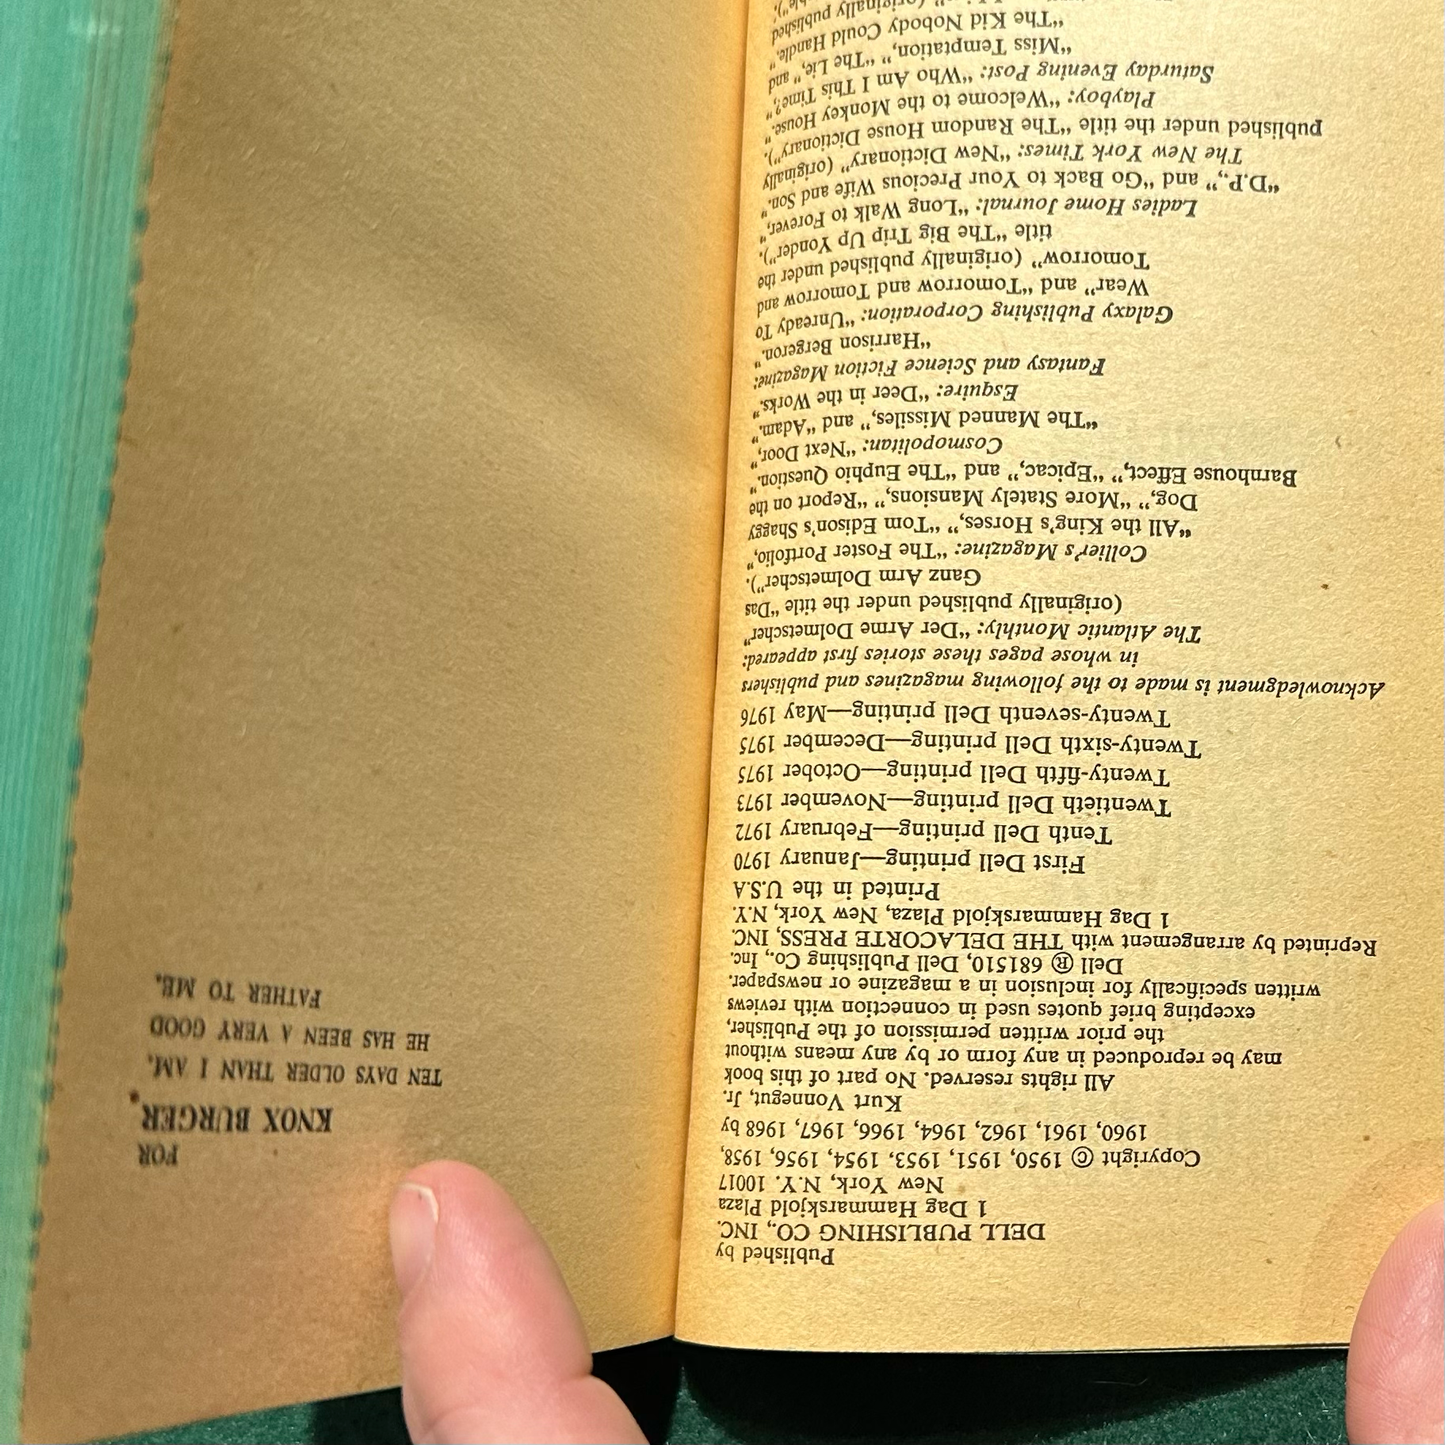 Published by
DELL PUBLISHING CO., INC.
1 Dag Hammarskjold Plaza
New York, N.Y. 10017
Copyright © 1950, 1951, 1953, 1954, 1956, 1958,
1960, 1961, 1962, 1964, 1966, 1967, 1968 by
Kurt Vonnegut, Jr.
All rights reserved. No part of this book
may be reproduced in any form or by any means without
the prior written permission of the Publisher,
excepting brief quotes used in connection with reviews
written specifically for inclusion in a magazine or newspaper.
Dell ® 681510, Dell Publishing Co., Inc.
Reprinted by arrangement with THE DELACORTE PRESS, INC.
1 Dag Hammarskjold Plaza, New York, N.Y.
Printed in the U.S.A
First Dell printing—January 1970
Tenth Dell printing—February 1972
Twentieth Dell printing—November 1973
Twenty-fifth Dell printing—October 1975
Twenty-sixth Dell printing—December 1975
Twenty-seventh Dell printing—May 1976
Acknowledgment is made to the following magazines and publishers
in whose pages these stories first appeared:
The Atlantic Monthly: "Der Arme Dolmetscher"
(originally published under the title "Das
Ganz Arm Dolmetscher").
Collier's Magazine: "The Foster Portfolio,"
"All the King's Horses," "Tom Edison's Shaggy
Dog," "More Stately Mansions," "Report on the
Barnhouse Effect," "Epicac," and "The Euphio Question."
Cosmopolitan: "Next Door,"
"The Manned Missiles," and "Adam."
Esquire: "Deer in the Works."
Fantasy and Science Fiction Magazine:
"Harrison Bergeron."
Galaxy Publishing Corporation: "Unready To
Wear" and "Tomorrow and Tomorrow and
Tomorrow" (originally published under the
title "The Big Trip Up Yonder").
Ladies Home Journal: "Long Walk to Forever,"
"D.P.," and "Go Back to Your Precious Wife and Son."
The New York Times: "New Dictionary" (originally
published under the title "The Random House Dictionary").
Playboy: "Welcome to the Monkey House."
Saturday Evening Post: "Who Am I This Time?,"
"Miss Temptation," "The Lie," and
"The Kid Nobody Could Handle."
(originally published
FOR
KNOX BURGER
TEN DAYS OLDER THAN I AM.
HE HAS BEEN A VERY GOOD
FATHER TO ME.